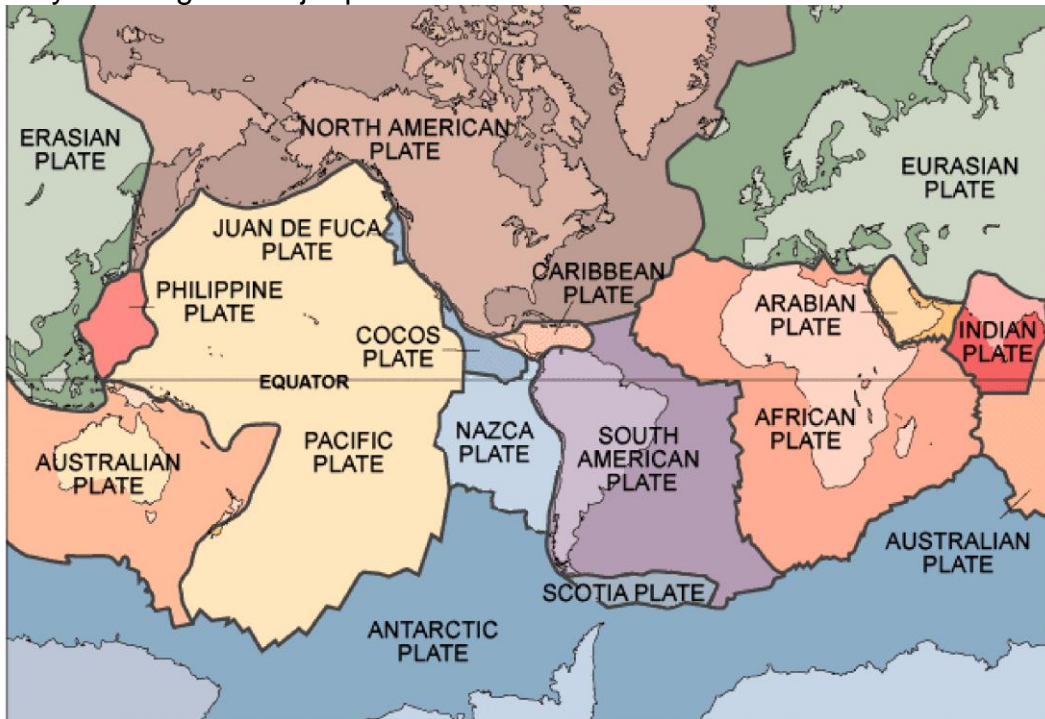 NORTH AMERICAN
PLATE
ERASIAN
PLATE
EURASIAN
PLATE
JUAN DE FUCA
PLATE
CARIBBEAN
PLATE
PHILIPPINE
PLATE
ARABIAN
PLATE
INDIAN
PLATE
COCOS
PLATE
EQUATOR
NAZCA
PLATE
SOUTH
AMERICAN
PLATE
AFRICAN
PLATE
PACIFIC
PLATE
AUSTRALIAN
PLATE
AUSTRALIAN
PLATE
SCOTIA PLATE
ANTARCTIC
PLATE